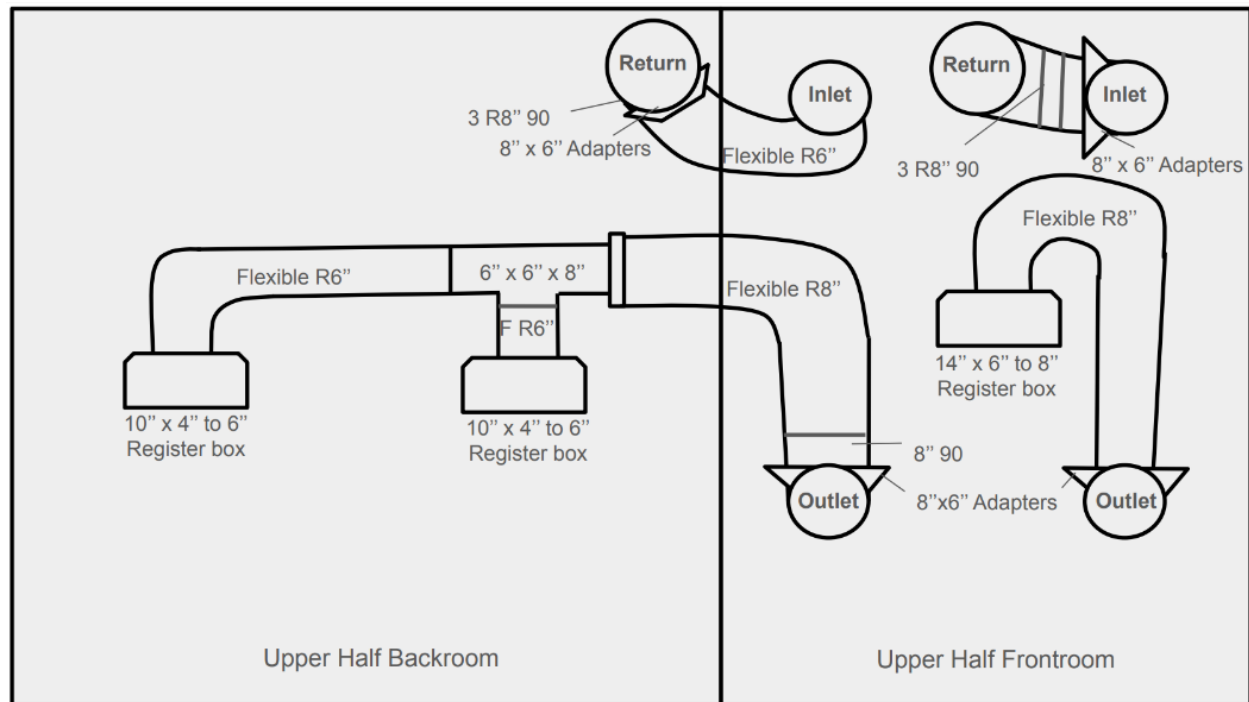 Return
Inlet
3 R8’’ 90
8’’ x 6’’ Adapters
Flexible R6’’
Return
Inlet
3 R8’’ 90
8’’ x 6’’ Adapters
Flexible R6’’
6’’ x 6’’ x 8’’
F R6’’
Flexible R8’’
Flexible R8’’
10’’ x 4’’ to 6’’
Register box
10’’ x 4’’ to 6’’
Register box
14’’ x 6’’ to 8’’
Register box
8’’ 90
8’’x6’’ Adapters
Outlet
Outlet
Upper Half Backroom
Upper Half Frontroom